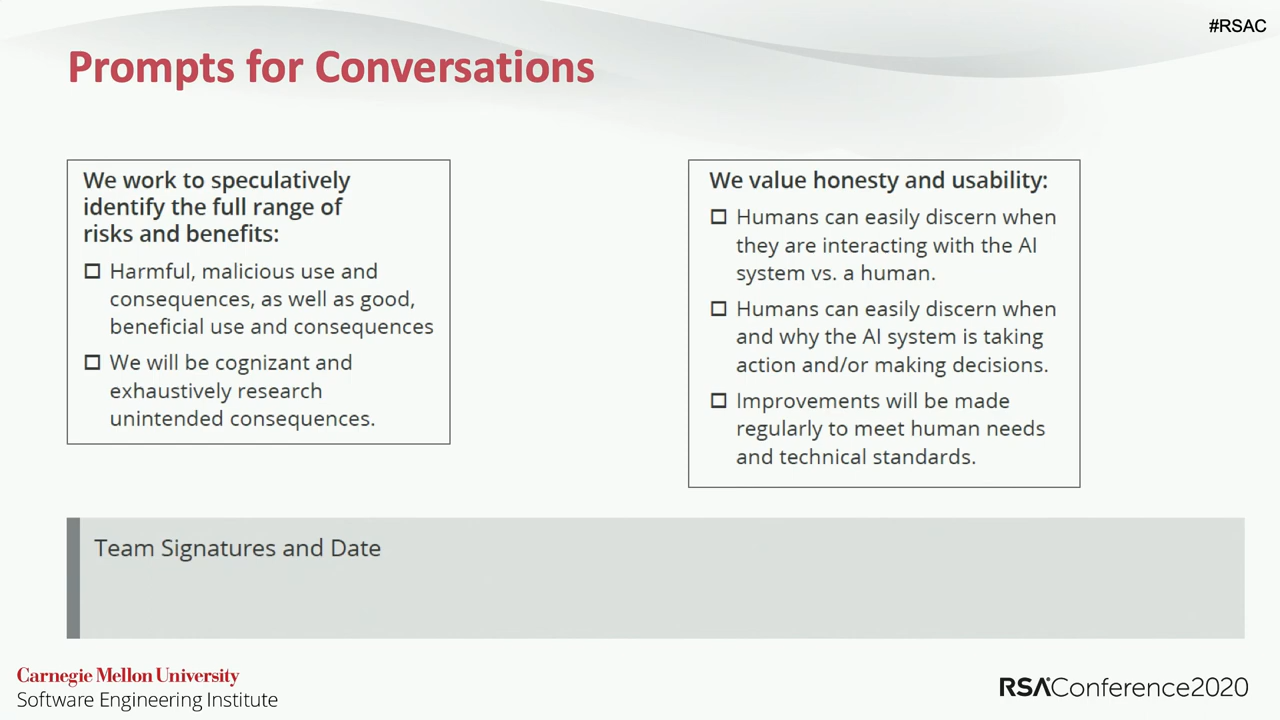 #RSAC
Prompts for Conversations
We work to speculatively
identify the full range of
risks and benefits:
Harmful, malicious use and
consequences, as well as good,
beneficial use and consequences
We will be cognizant and
exhaustively research
unintended consequences.
We value honesty and usability:
Humans can easily discern when
they are interacting with the AI
system vs. a human.
Humans can easily discern when
and why the AI system is taking
action and/or making decisions.
Improvements will be made
regularly to meet human needs
and technical standards.
Team Signatures and Date
Carnegie Mellon University
Software Engineering Institute
RSAConference2020